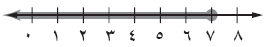 ٠ ١ ٢ ٣ ٤ ٥ ٦ ٧ ٨